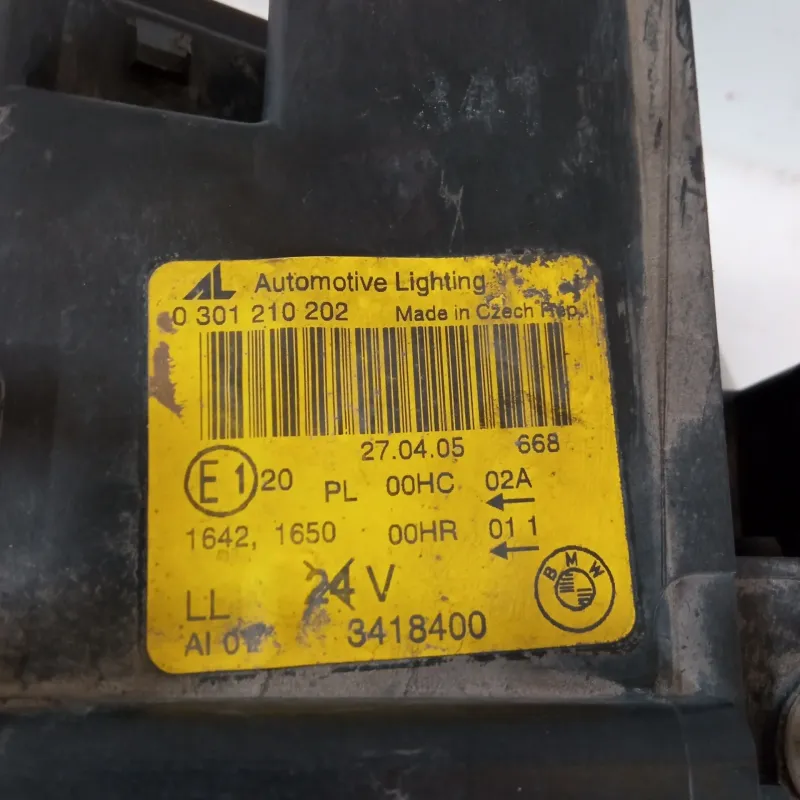 AL Automotive Lighting
0 301 210 202 Made in Czech Rep.
27.04.05 668
E1 20 PL 00HC 02A
1642, 1650 00HR 01 1
LL 24 V
AI 3418400
BMW